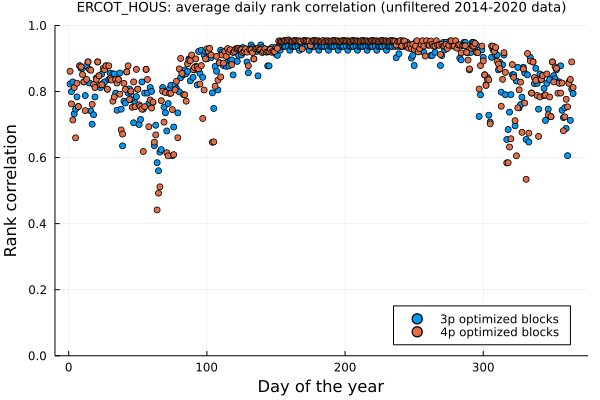 ERCOT_HOUS: average daily rank correlation (unfiltered 2014-2020 data)
1.0
0.8
0.6
0.4
0.2
0.0
Rank correlation
3p optimized blocks
4p optimized blocks
0 100 200 300
Day of the year